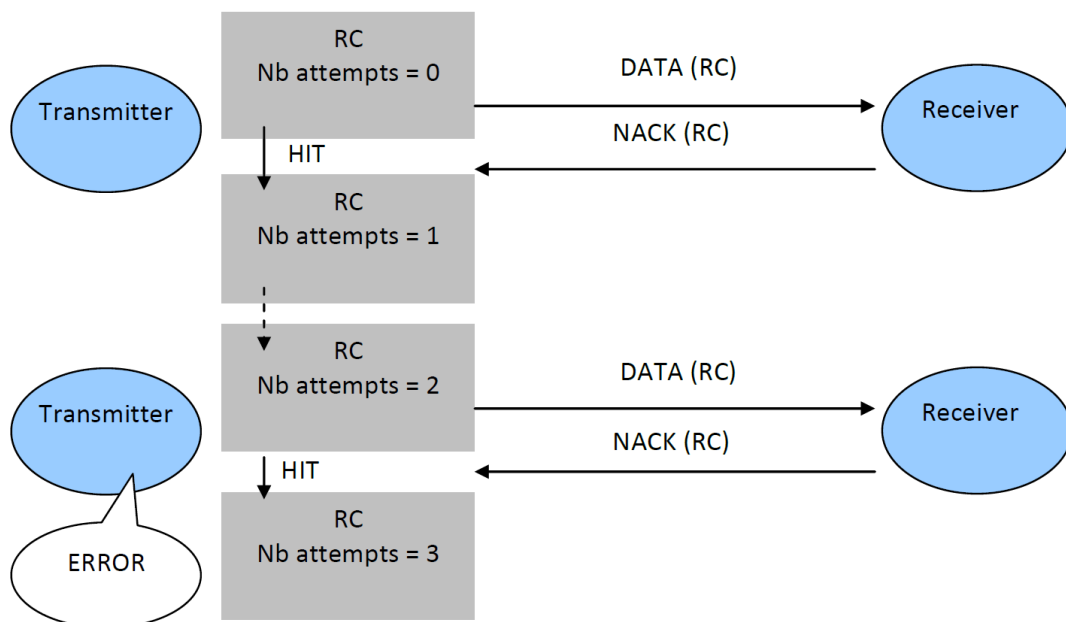 RC
Nb attempts = 0
DATA (RC)
Transmitter
Receiver
NACK (RC)
HIT
RC
Nb attempts = 1
RC
Nb attempts = 2
DATA (RC)
Transmitter
Receiver
NACK (RC)
HIT
RC
Nb attempts = 3
ERROR